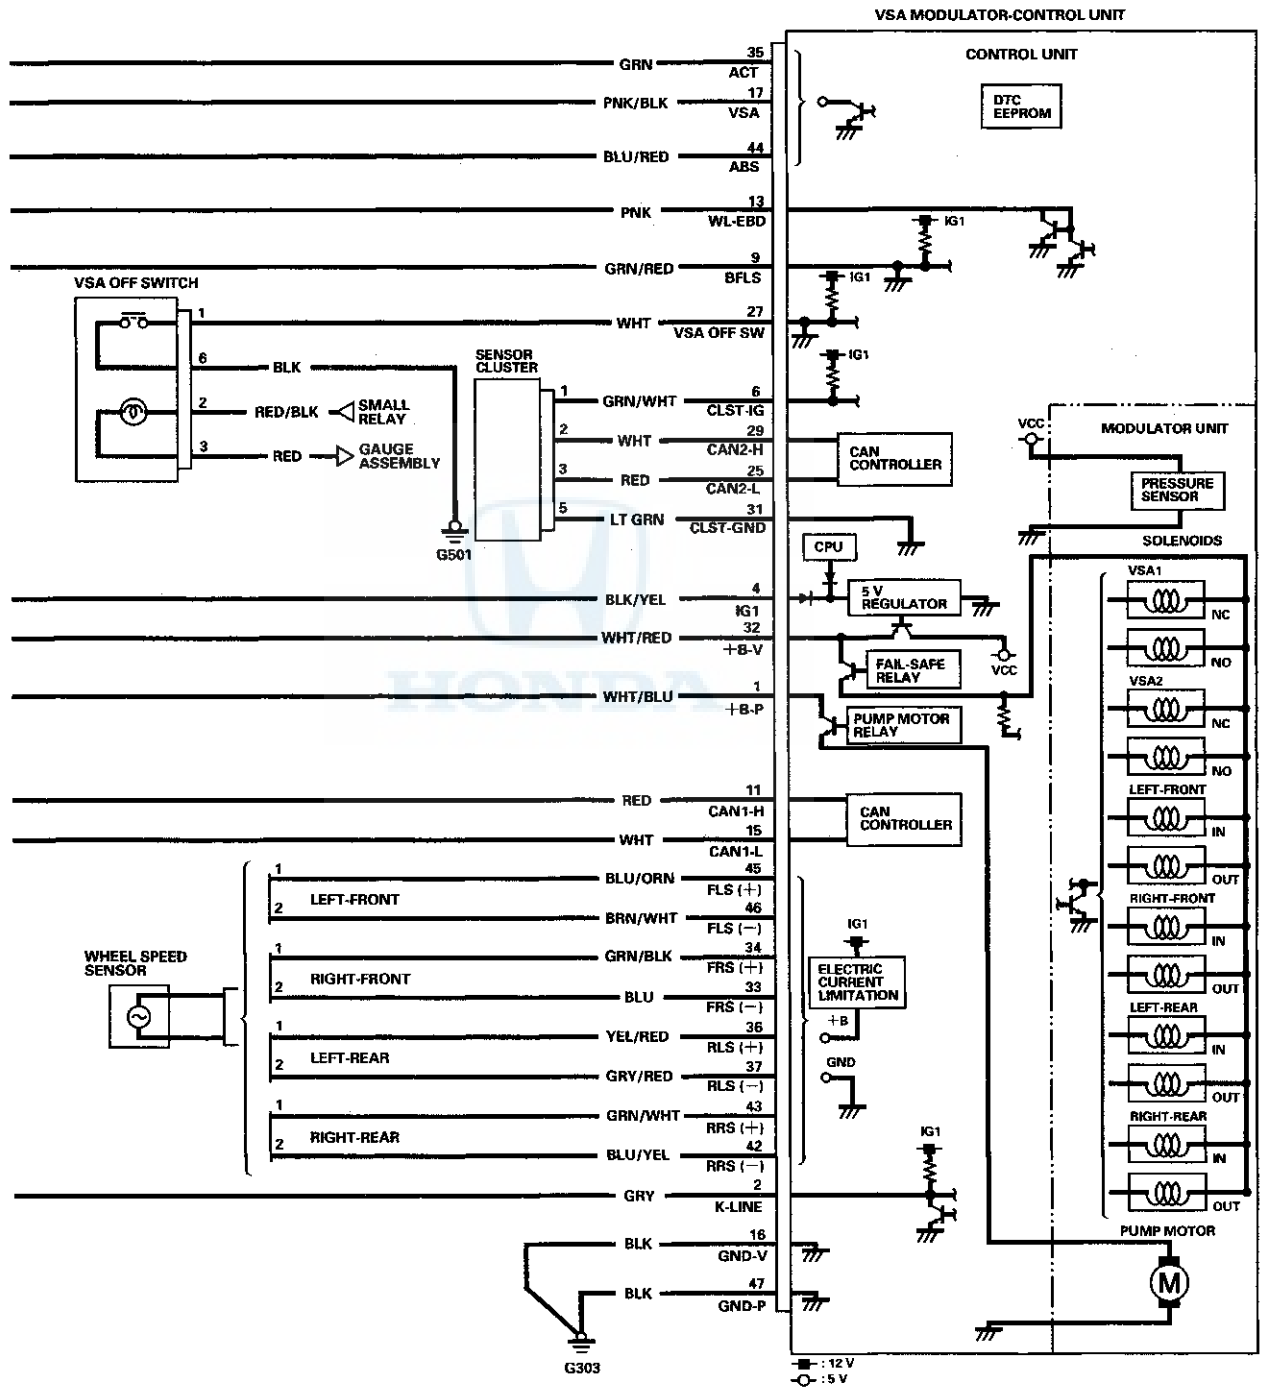 VSA MODULATOR-CONTROL UNIT
CONTROL UNIT
DTC
EEPROM
GRN 35
ACT
PNK/BLK 17
VSA
BLU/RED 44
ABS
PNK 13
WL-EBD
IG1
GRN/RED 9
BFLS
IG1
VSA OFF SWITCH
1 WHT 27
VSA OFF SW
6 BLK
2 RED/BLK SMALL
RELAY
3 RED GAUGE
ASSEMBLY
G501
SENSOR
CLUSTER
IG1
1 GRN/WHT 6
CLST-IG
2 WHT 29
CAN2-H
3 RED 25
CAN2-L
CAN
CONTROLLER
5 LT GRN 31
CLST-GND
VCC
MODULATOR UNIT
PRESSURE
SENSOR
SOLENOIDS
CPU
BLK/YEL 4
IG1
5 V
REGULATOR
WHT/RED 32
+B-V
FAIL-SAFE
RELAY
VCC
WHT/BLU 1
+B-P
PUMP MOTOR
RELAY
HONDA
VSA1
NC
NO
VSA2
NC
NO
LEFT-FRONT
IN
OUT
RIGHT-FRONT
IN
OUT
LEFT-REAR
IN
OUT
RIGHT-REAR
IN
OUT
RED 11
CAN1-H
WHT 15
CAN1-L
CAN
CONTROLLER
WHEEL SPEED
SENSOR
1 BLU/ORN 45
FLS (+)
LEFT-FRONT
2 BRN/WHT 46
FLS (−)
1 GRN/BLK 34
FRS (+)
RIGHT-FRONT
2 BLU 33
FRS (−)
1 YEL/RED 36
RLS (+)
LEFT-REAR
2 GRY/RED 37
RLS (−)
1 GRN/WHT 43
RRS (+)
RIGHT-REAR
2 BLU/YEL 42
RRS (−)
IG1
ELECTRIC
CURRENT
LIMITATION
+B
GND
IG1
GRY 2
K-LINE
BLK 16
GND-V
BLK 47
GND-P
G303
PUMP MOTOR
M
: 12 V
: 5 V